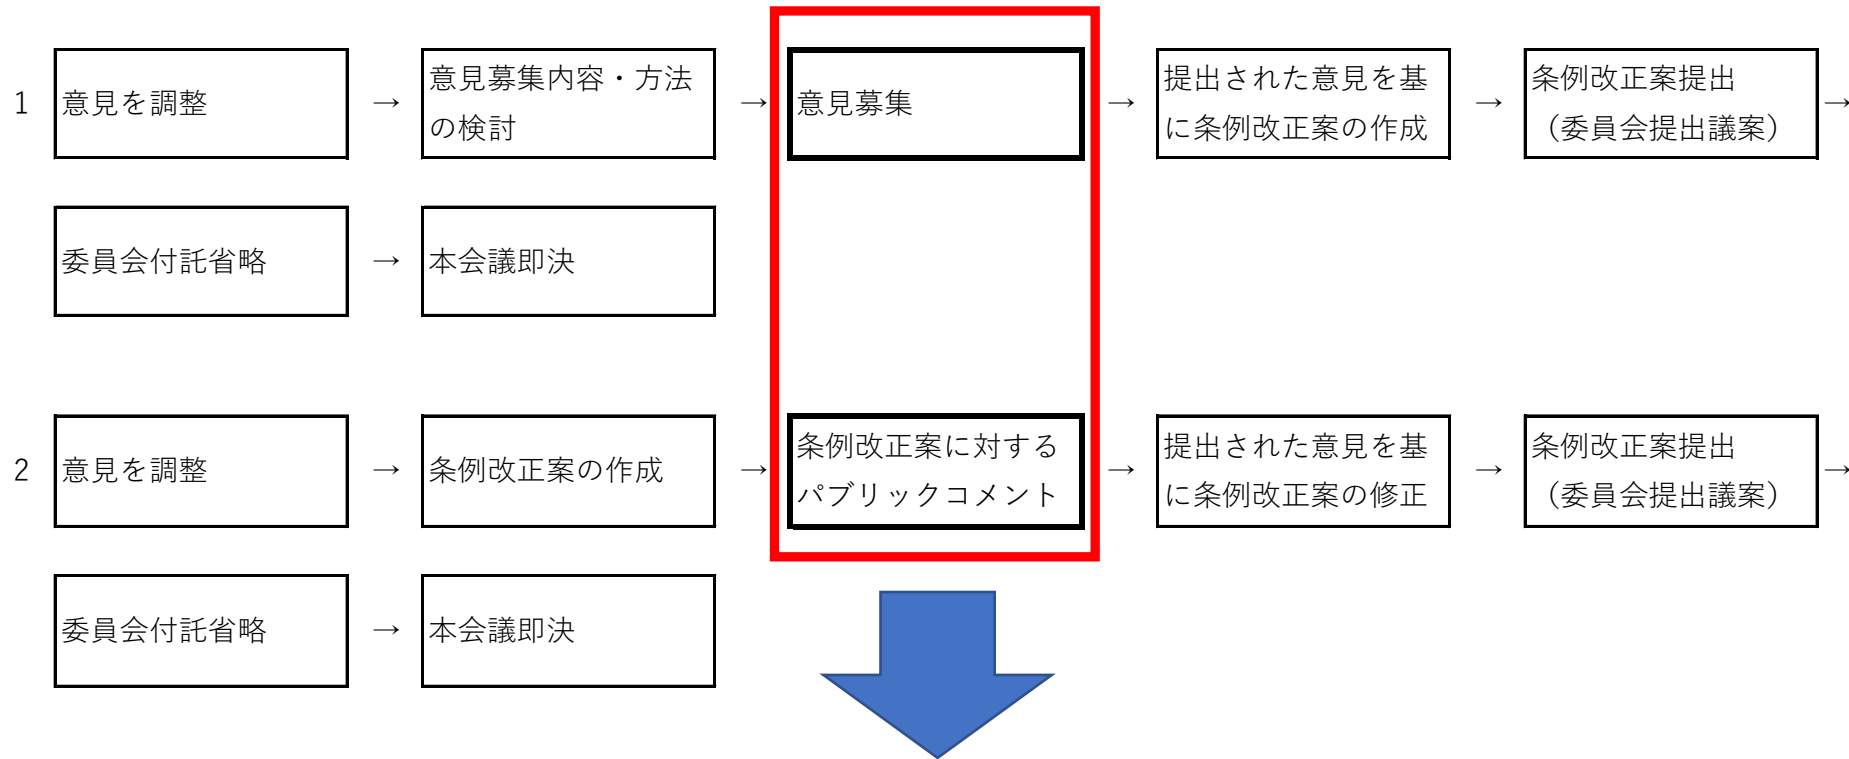 1 意見を調整 → 意見募集内容・方法 → 意見募集 → 提出された意見を基 → 条例改正案提出 →
の検討 に条例改正案の作成 （委員会提出議案）
委員会付託省略 → 本会議即決
2 意見を調整 → 条例改正案の作成 → 条例改正案に対する → 提出された意見を基 → 条例改正案提出 →
パブリックコメント に条例改正案の修正 （委員会提出議案）
委員会付託省略 → 本会議即決